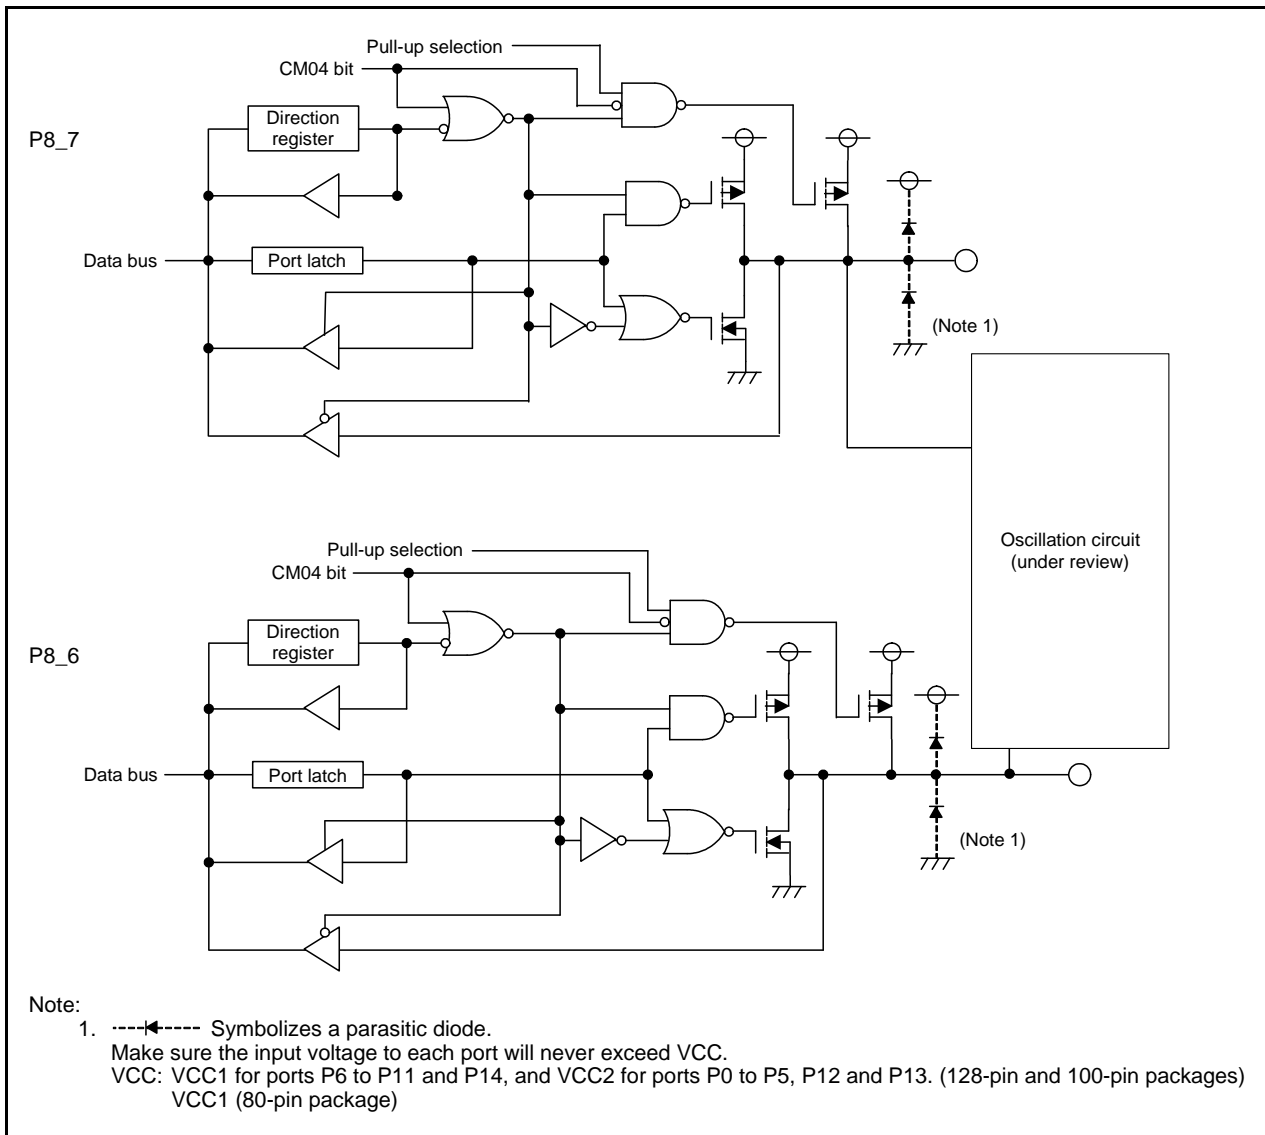 Pull-up selection
CM04 bit
Direction
register
P8_7
Data bus
Port latch
(Note 1)
Oscillation circuit
(under review)
Pull-up selection
CM04 bit
Direction
register
P8_6
Data bus
Port latch
(Note 1)
Note:
1. Symbolizes a parasitic diode.
Make sure the input voltage to each port will never exceed VCC.
VCC: VCC1 for ports P6 to P11 and P14, and VCC2 for ports P0 to P5, P12 and P13. (128-pin and 100-pin packages)
VCC1 (80-pin package)